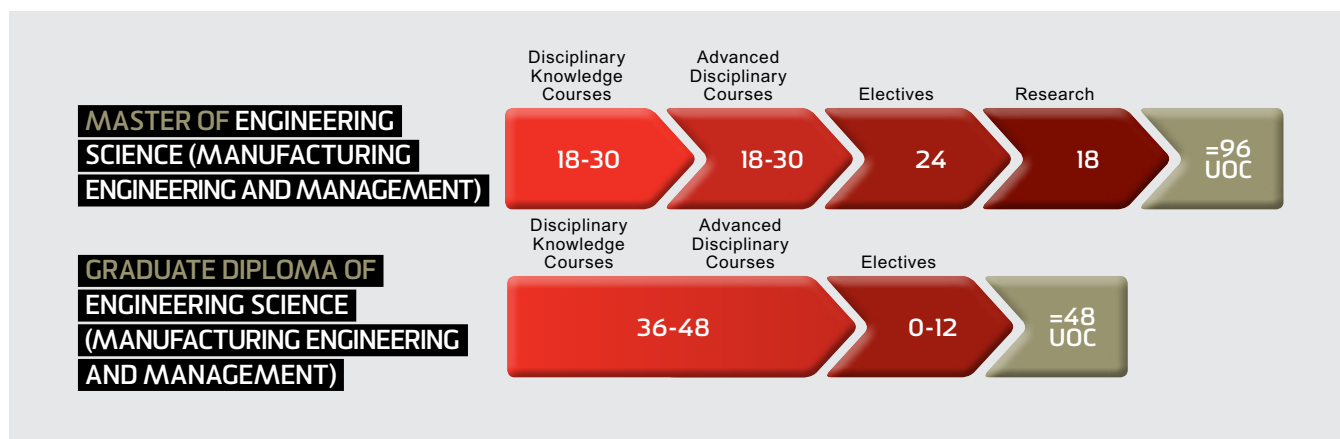 Disciplinary
Knowledge
Courses
Advanced
Disciplinary
Courses
Electives
Research
MASTER OF ENGINEERING
SCIENCE (MANUFACTURING
ENGINEERING AND MANAGEMENT)
18-30
18-30
24
18
=96
UOC
Disciplinary
Knowledge
Courses
Advanced
Disciplinary
Courses
Electives
GRADUATE DIPLOMA OF
ENGINEERING SCIENCE
(MANUFACTURING ENGINEERING
AND MANAGEMENT)
36-48
0-12
=48
UOC